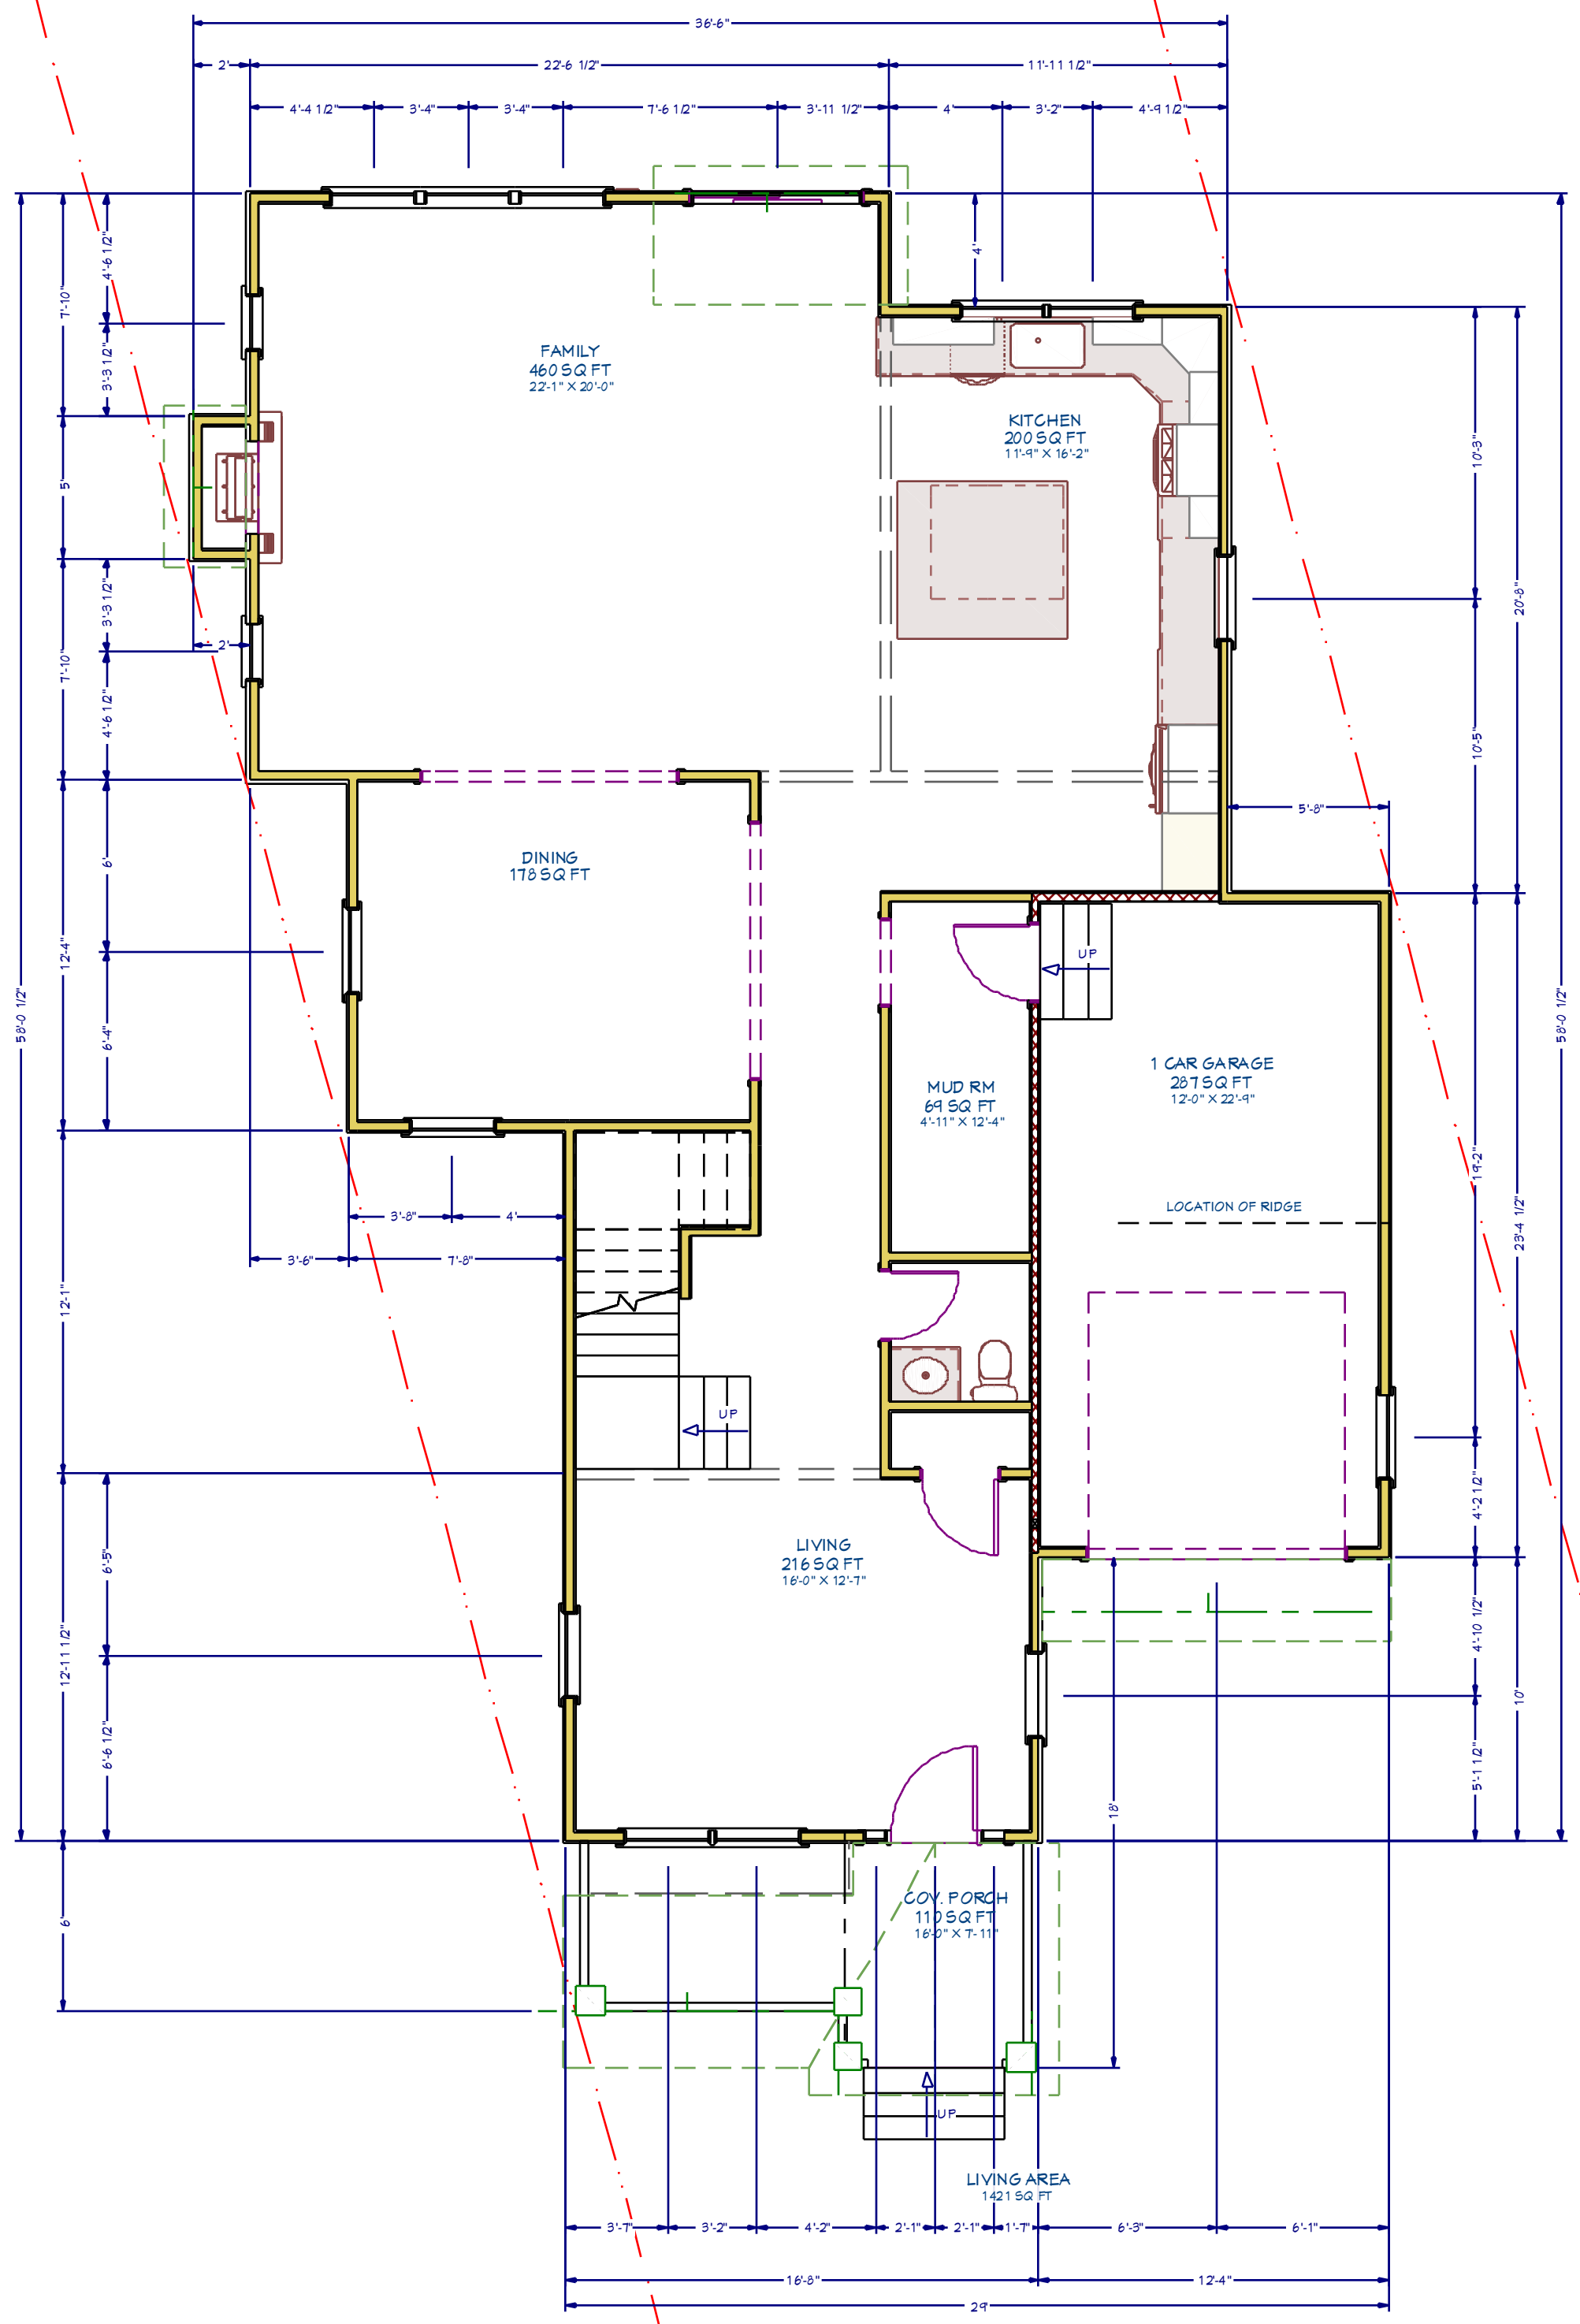 36'-6"
2'
22'-6 1/2"
11'-11 1/2"
4'-4 1/2"
3'-4"
3'-4"
7'-6 1/2"
3'-11 1/2"
4'
3'-2"
4'-9 1/2"
4'-6 1/2"
7'-10"
3'-3 1/2"
4'
FAMILY
460 SQ FT
22'-1" X 20'-0"
KITCHEN
200 SQ FT
11'-9" X 16'-2"
10'-3"
5'
3'-3 1/2"
20'-8"
2'
7'-10"
4'-6 1/2"
10'-5"
5'-8"
6'
DINING
178 SQ FT
12'-4"
UP
58'-0 1/2"
58'-0 1/2"
6'-4"
1 CAR GARAGE
287 SQ FT
12'-0" X 22'-9"
MUD RM
69 SQ FT
4'-11" X 12'-4"
19'-2"
LOCATION OF RIDGE
3'-8"
4'
23'-4 1/2"
3'-6"
7'-8"
12'-1"
UP
4'-2 1/2"
LIVING
216 SQ FT
16'-0" X 12'-7"
6'-5"
12'-11 1/2"
4'-10 1/2"
10'
6'-6 1/2"
5'-1 1/2"
18'
COV. PORCH
110 SQ FT
16'-0" X 7'-11"
6'
UP
LIVING AREA
1421 SQ FT
3'-7"
3'-2"
4'-2"
2'-1"
2'-1"
1'-7"
6'-3"
6'-1"
16'-8"
12'-4"
29'